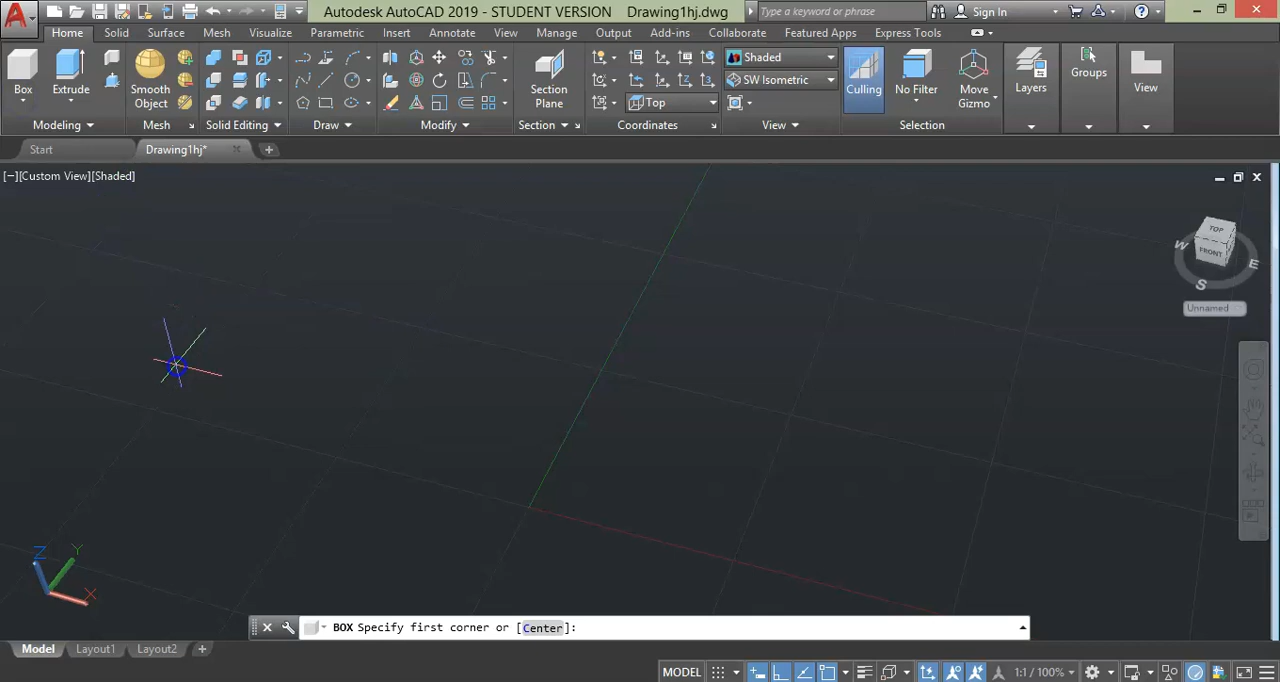 Autodesk AutoCAD 2019 - STUDENT VERSION Drawing1hj.dwg
Type a keyword or phrase
Sign In
Home Solid Surface Mesh Visualize Parametric Insert Annotate View Manage Output Add-ins Collaborate Featured Apps Express Tools
Shaded
SW Isometric
Top
Box Extrude Smooth Object Section Plane Culling No Filter Move Gizmo Layers Groups View
Modeling Mesh Solid Editing Draw Modify Section Coordinates View Selection
Start Drawing1hj*
[−][Custom View][Shaded]
TOP
FRONT
W
E
S
Unnamed
Z
Y
X
BOX Specify first corner or [Center]:
Model Layout1 Layout2 +
MODEL 1:1 / 100%